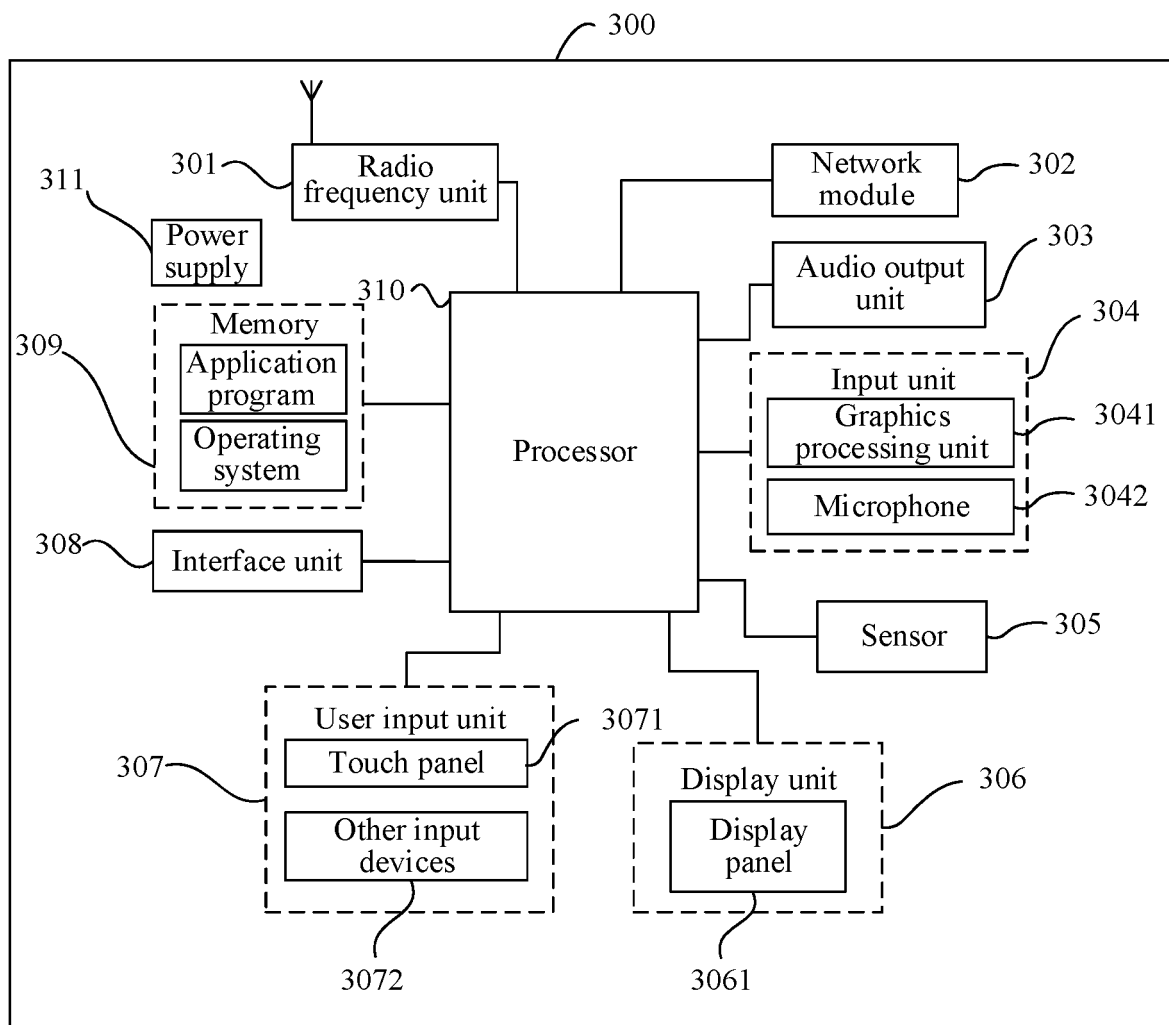 300
301
Radio
frequency unit
Network
module
302
311
Power
supply
Audio output
unit
303
310
Memory
Application
program
Operating
system
309
Processor
304
Input unit
Graphics
processing unit
3041
Microphone
3042
308
Interface unit
Sensor
305
User input unit
Touch panel
3071
307
Other input
devices
3072
Display unit
Display
panel
306
3061